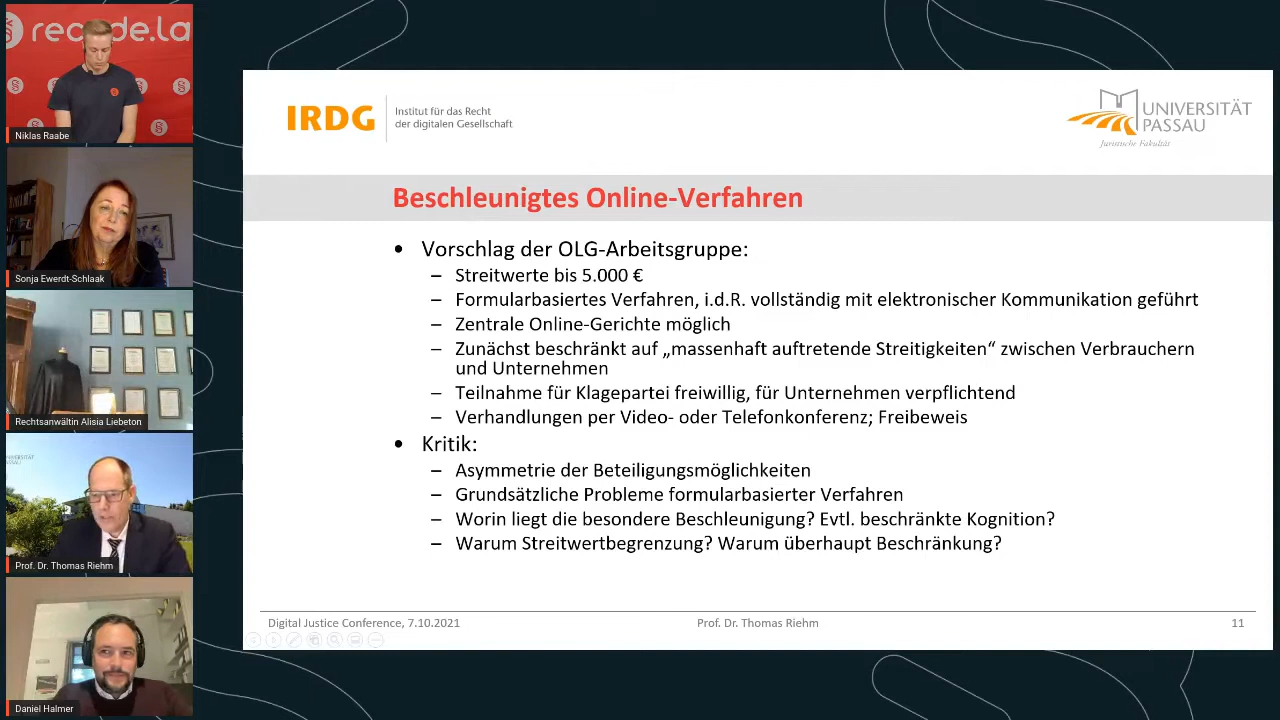 recode.la
Niklas Raabe
Sonja Ewerdt-Schlaak
Rechtsanwältin Alisia Liebeton
UNIVERSITÄT
PASSAU
Prof. Dr. Thomas Riehm
Daniel Halmer
IRDG
Institut für das Recht
der digitalen Gesellschaft
UNIVERSITÄT
PASSAU
Juristische Fakultät
Beschleunigtes Online-Verfahren
• Vorschlag der OLG-Arbeitsgruppe:
– Streitwerte bis 5.000 €
– Formularbasiertes Verfahren, i.d.R. vollständig mit elektronischer Kommunikation geführt
– Zentrale Online-Gerichte möglich
– Zunächst beschränkt auf „massenhaft auftretende Streitigkeiten“ zwischen Verbrauchern
und Unternehmen
– Teilnahme für Klagepartei freiwillig, für Unternehmen verpflichtend
– Verhandlungen per Video- oder Telefonkonferenz; Freibeweis
• Kritik:
– Asymmetrie der Beteiligungsmöglichkeiten
– Grundsätzliche Probleme formularbasierter Verfahren
– Worin liegt die besondere Beschleunigung? Evtl. beschränkte Kognition?
– Warum Streitwertbegrenzung? Warum überhaupt Beschränkung?
Digital Justice Conference, 7.10.2021
Prof. Dr. Thomas Riehm
11